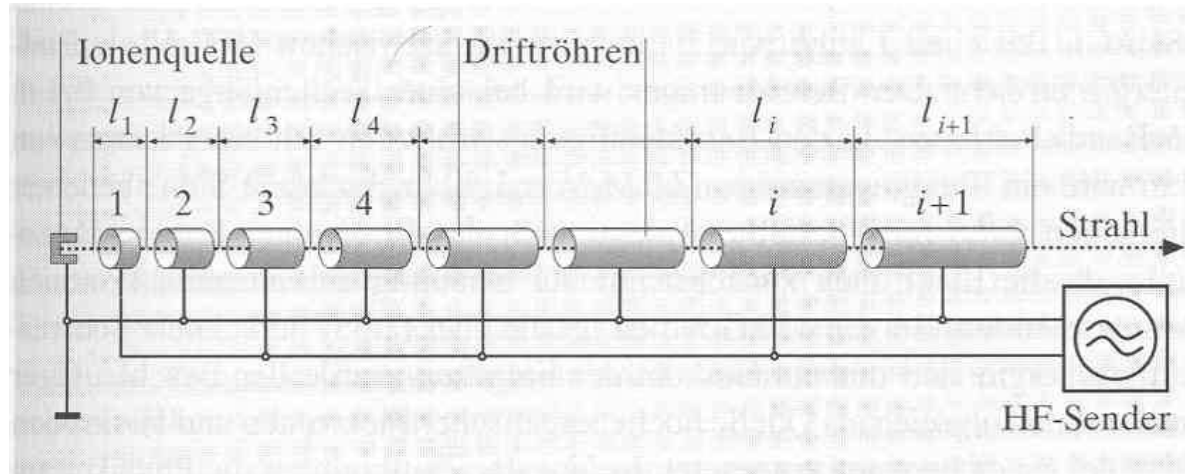 Ionenquelle Driftröhren
l₁ l₂ l₃ l₄ lᵢ lᵢ₊₁
1 2 3 4 i i+1
Strahl
HF-Sender